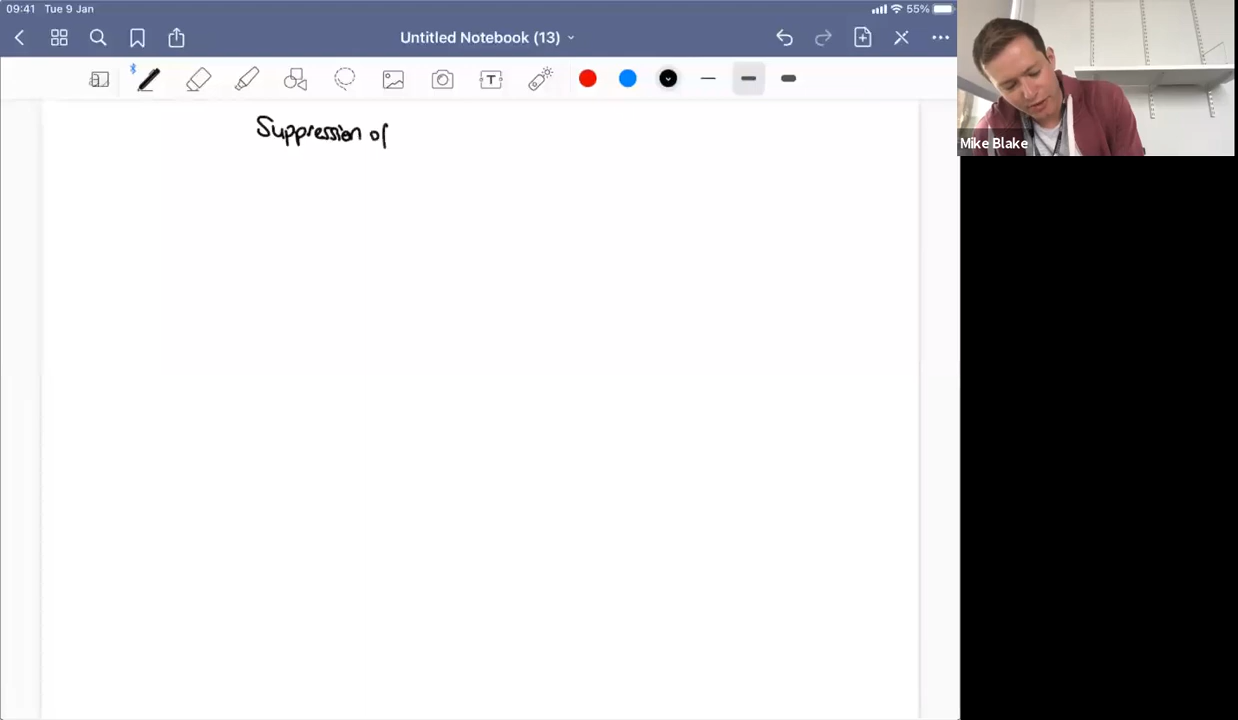 09:41 Tue 9 Jan
55%
Untitled Notebook (13)
T
Suppression of
Mike Blake